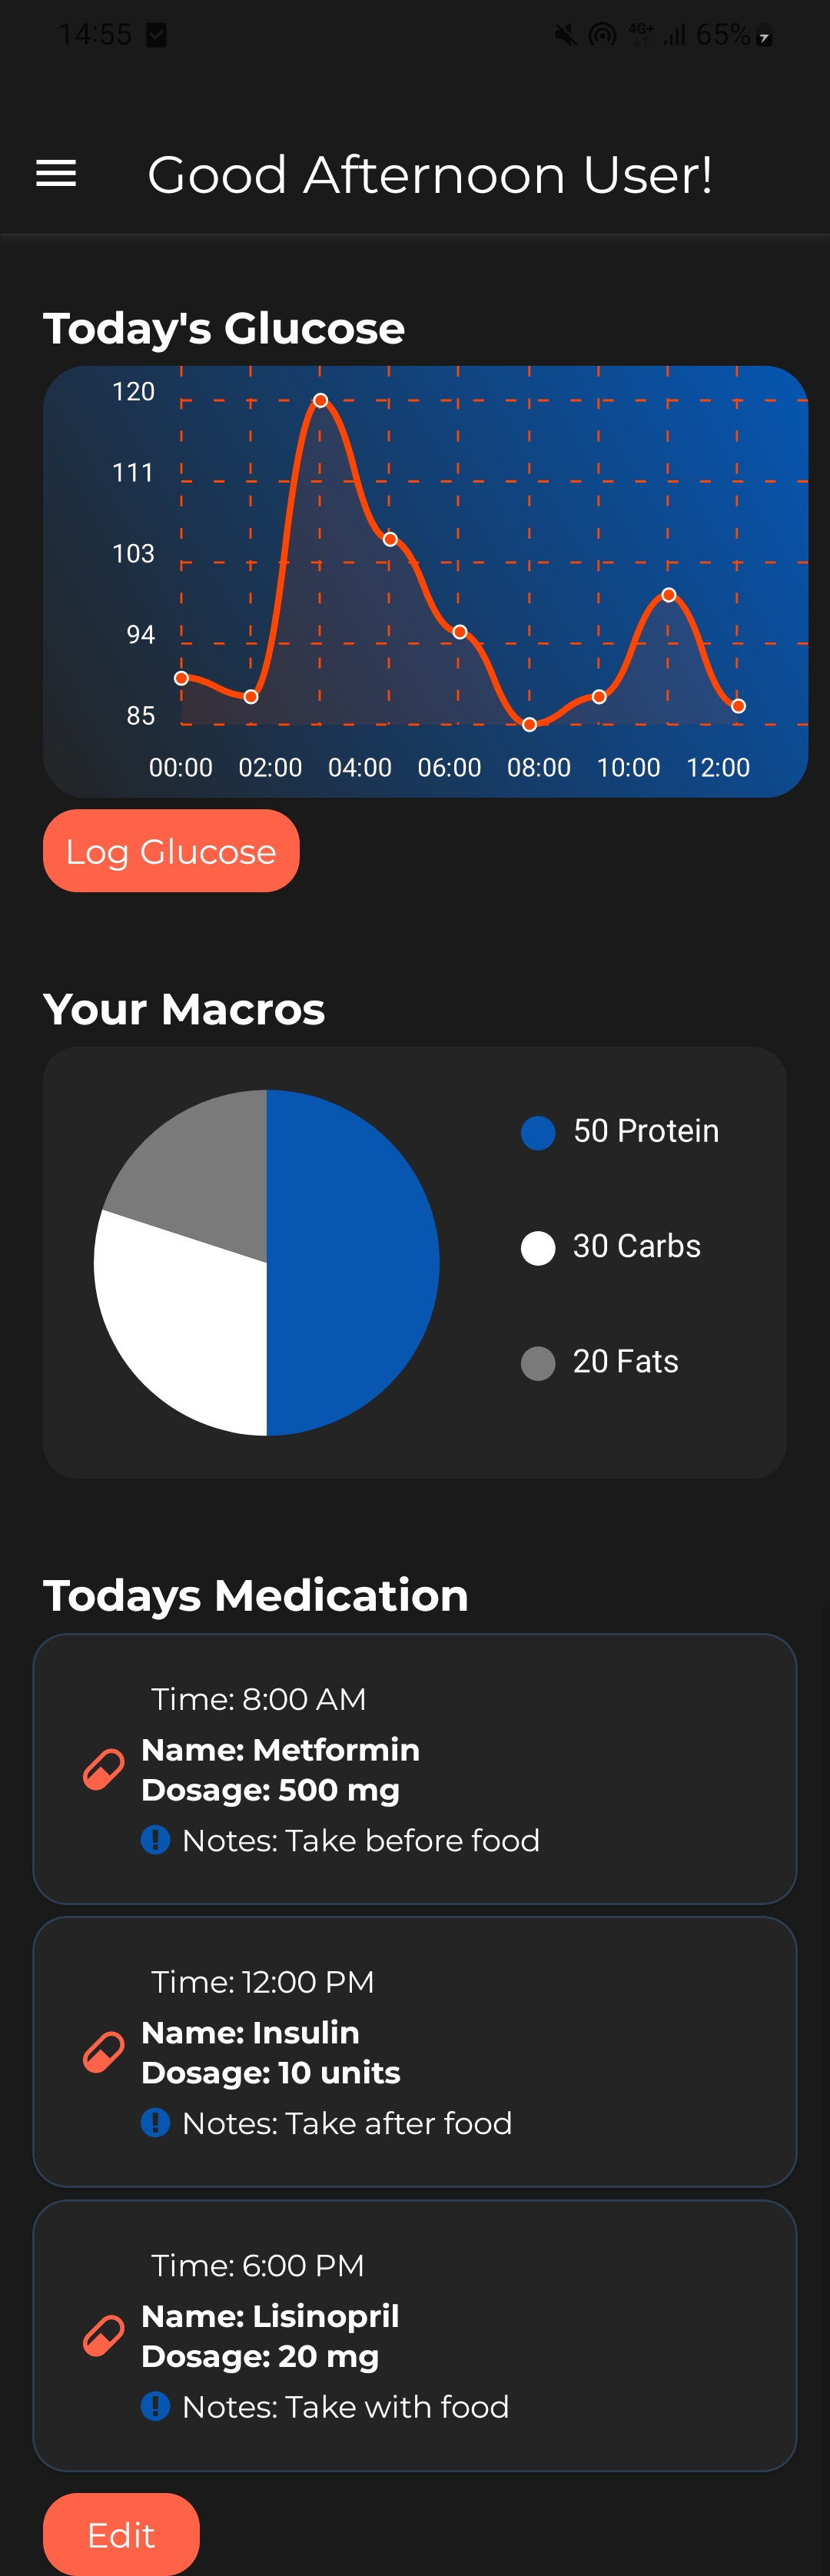 14:55
4G+
65%
Good Afternoon User!
Today's Glucose
120
111
103
94
85
00:00 02:00 04:00 06:00 08:00 10:00 12:00
Log Glucose
Your Macros
50 Protein
30 Carbs
20 Fats
Todays Medication
Time: 8:00 AM
Name: Metformin
Dosage: 500 mg
Notes: Take before food
Time: 12:00 PM
Name: Insulin
Dosage: 10 units
Notes: Take after food
Time: 6:00 PM
Name: Lisinopril
Dosage: 20 mg
Notes: Take with food
Edit